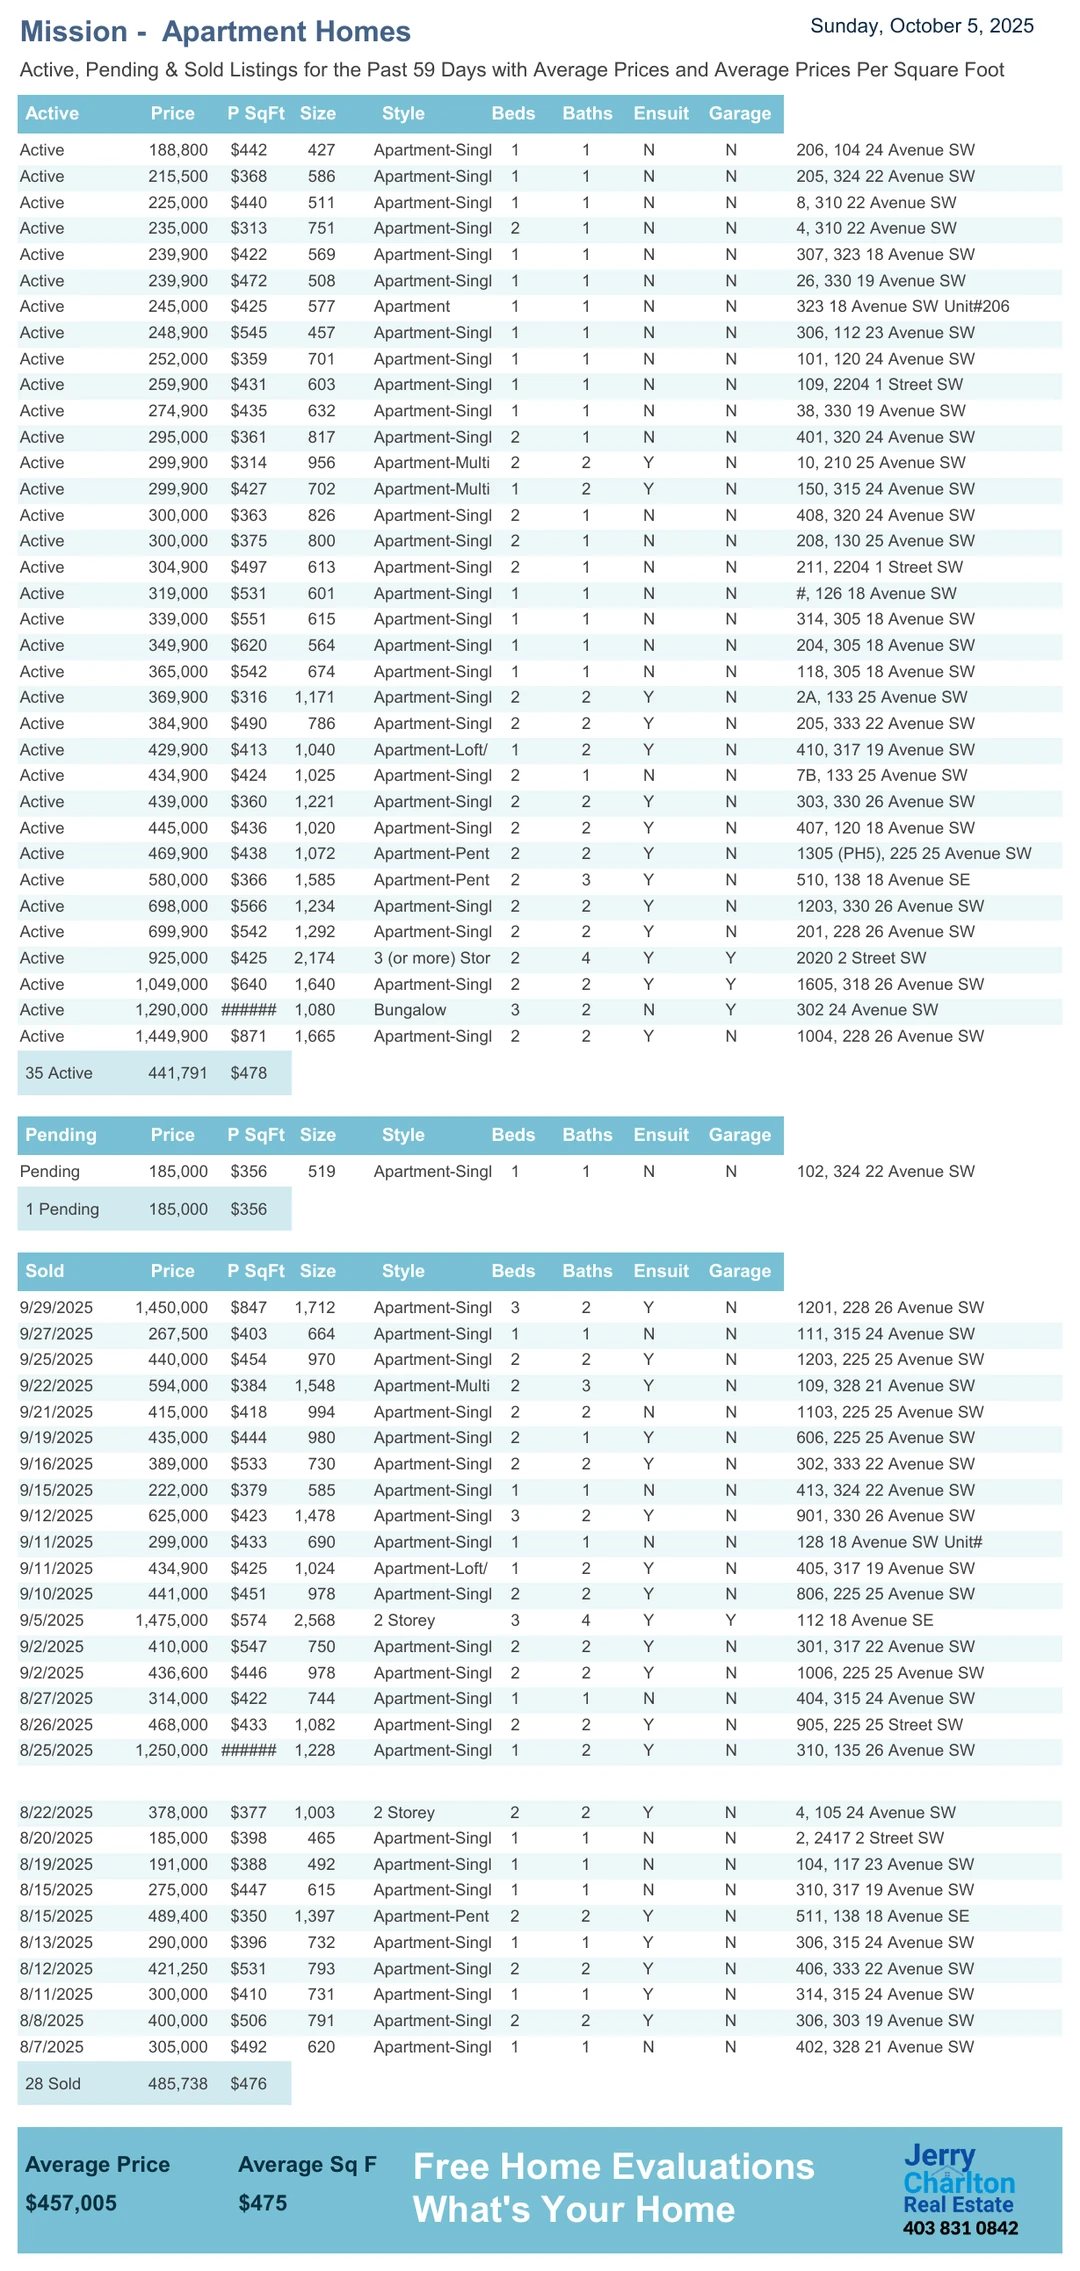 Mission -  Apartment Homes
Sunday, October 5, 2025
Active, Pending & Sold Listings for the Past 59 Days with Average Prices and Average Prices Per Square Foot
Active Price P SqFt Size Style Beds Baths Ensuit Garage
Active 188,800 $442 427 Apartment-Singl 1 1 N N 206, 104 24 Avenue SW
Active 215,500 $368 586 Apartment-Singl 1 1 N N 205, 324 22 Avenue SW
Active 225,000 $440 511 Apartment-Singl 1 1 N N 8, 310 22 Avenue SW
Active 235,000 $313 751 Apartment-Singl 2 1 N N 4, 310 22 Avenue SW
Active 239,900 $422 569 Apartment-Singl 1 1 N N 307, 323 18 Avenue SW
Active 239,900 $472 508 Apartment-Singl 1 1 N N 26, 330 19 Avenue SW
Active 245,000 $425 577 Apartment 1 1 N N 323 18 Avenue SW Unit#206
Active 248,900 $545 457 Apartment-Singl 1 1 N N 306, 112 23 Avenue SW
Active 252,000 $359 701 Apartment-Singl 1 1 N N 101, 120 24 Avenue SW
Active 259,900 $431 603 Apartment-Singl 1 1 N N 109, 2204 1 Street SW
Active 274,900 $435 632 Apartment-Singl 1 1 N N 38, 330 19 Avenue SW
Active 295,000 $361 817 Apartment-Singl 2 1 N N 401, 320 24 Avenue SW
Active 299,900 $314 956 Apartment-Multi 2 2 Y N 10, 210 25 Avenue SW
Active 299,900 $427 702 Apartment-Multi 1 2 Y N 150, 315 24 Avenue SW
Active 300,000 $363 826 Apartment-Singl 2 1 N N 408, 320 24 Avenue SW
Active 300,000 $375 800 Apartment-Singl 2 1 N N 208, 130 25 Avenue SW
Active 304,900 $497 613 Apartment-Singl 2 1 N N 211, 2204 1 Street SW
Active 319,000 $531 601 Apartment-Singl 1 1 N N #, 126 18 Avenue SW
Active 339,000 $551 615 Apartment-Singl 1 1 N N 314, 305 18 Avenue SW
Active 349,900 $620 564 Apartment-Singl 1 1 N N 204, 305 18 Avenue SW
Active 365,000 $542 674 Apartment-Singl 1 1 N N 118, 305 18 Avenue SW
Active 369,900 $316 1,171 Apartment-Singl 2 2 Y N 2A, 133 25 Avenue SW
Active 384,900 $490 786 Apartment-Singl 2 2 Y N 205, 333 22 Avenue SW
Active 429,900 $413 1,040 Apartment-Loft/ 1 2 Y N 410, 317 19 Avenue SW
Active 434,900 $424 1,025 Apartment-Singl 2 1 N N 7B, 133 25 Avenue SW
Active 439,000 $360 1,221 Apartment-Singl 2 2 Y N 303, 330 26 Avenue SW
Active 445,000 $436 1,020 Apartment-Singl 2 2 Y N 407, 120 18 Avenue SW
Active 469,900 $438 1,072 Apartment-Pent 2 2 Y N 1305 (PH5), 225 25 Avenue SW
Active 580,000 $366 1,585 Apartment-Pent 2 3 Y N 510, 138 18 Avenue SE
Active 698,000 $566 1,234 Apartment-Singl 2 2 Y N 1203, 330 26 Avenue SW
Active 699,900 $542 1,292 Apartment-Singl 2 2 Y N 201, 228 26 Avenue SW
Active 925,000 $425 2,174 3 (or more) Stor 2 4 Y Y 2020 2 Street SW
Active 1,049,000 $640 1,640 Apartment-Singl 2 2 Y Y 1605, 318 26 Avenue SW
Active 1,290,000 ###### 1,080 Bungalow 3 2 N Y 302 24 Avenue SW
Active 1,449,900 $871 1,665 Apartment-Singl 2 2 Y N 1004, 228 26 Avenue SW
35 Active 441,791 $478
Pending Price P SqFt Size Style Beds Baths Ensuit Garage
Pending 185,000 $356 519 Apartment-Singl 1 1 N N 102, 324 22 Avenue SW
1 Pending 185,000 $356
Sold Price P SqFt Size Style Beds Baths Ensuit Garage
9/29/2025 1,450,000 $847 1,712 Apartment-Singl 3 2 Y N 1201, 228 26 Avenue SW
9/27/2025 267,500 $403 664 Apartment-Singl 1 1 N N 111, 315 24 Avenue SW
9/25/2025 440,000 $454 970 Apartment-Singl 2 2 Y N 1203, 225 25 Avenue SW
9/22/2025 594,000 $384 1,548 Apartment-Multi 2 3 Y N 109, 328 21 Avenue SW
9/21/2025 415,000 $418 994 Apartment-Singl 2 2 N N 1103, 225 25 Avenue SW
9/19/2025 435,000 $444 980 Apartment-Singl 2 1 Y N 606, 225 25 Avenue SW
9/16/2025 389,000 $533 730 Apartment-Singl 2 2 Y N 302, 333 22 Avenue SW
9/15/2025 222,000 $379 585 Apartment-Singl 1 1 N N 413, 324 22 Avenue SW
9/12/2025 625,000 $423 1,478 Apartment-Singl 3 2 Y N 901, 330 26 Avenue SW
9/11/2025 299,000 $433 690 Apartment-Singl 1 1 N N 128 18 Avenue SW Unit#
9/11/2025 434,900 $425 1,024 Apartment-Loft/ 1 2 Y N 405, 317 19 Avenue SW
9/10/2025 441,000 $451 978 Apartment-Singl 2 2 Y N 806, 225 25 Avenue SW
9/5/2025 1,475,000 $574 2,568 2 Storey 3 4 Y Y 112 18 Avenue SE
9/2/2025 410,000 $547 750 Apartment-Singl 2 2 Y N 301, 317 22 Avenue SW
9/2/2025 436,600 $446 978 Apartment-Singl 2 2 Y N 1006, 225 25 Avenue SW
8/27/2025 314,000 $422 744 Apartment-Singl 1 1 N N 404, 315 24 Avenue SW
8/26/2025 468,000 $433 1,082 Apartment-Singl 2 2 Y N 905, 225 25 Street SW
8/25/2025 1,250,000 ###### 1,228 Apartment-Singl 1 2 Y N 310, 135 26 Avenue SW
8/22/2025 378,000 $377 1,003 2 Storey 2 2 Y N 4, 105 24 Avenue SW
8/20/2025 185,000 $398 465 Apartment-Singl 1 1 N N 2, 2417 2 Street SW
8/19/2025 191,000 $388 492 Apartment-Singl 1 1 N N 104, 117 23 Avenue SW
8/15/2025 275,000 $447 615 Apartment-Singl 1 1 N N 310, 317 19 Avenue SW
8/15/2025 489,400 $350 1,397 Apartment-Pent 2 2 Y N 511, 138 18 Avenue SE
8/13/2025 290,000 $396 732 Apartment-Singl 1 1 Y N 306, 315 24 Avenue SW
8/12/2025 421,250 $531 793 Apartment-Singl 2 2 Y N 406, 333 22 Avenue SW
8/11/2025 300,000 $410 731 Apartment-Singl 1 1 Y N 314, 315 24 Avenue SW
8/8/2025 400,000 $506 791 Apartment-Singl 2 2 Y N 306, 303 19 Avenue SW
8/7/2025 305,000 $492 620 Apartment-Singl 1 1 N N 402, 328 21 Avenue SW
28 Sold 485,738 $476
Average Price Average Sq F
$457,005 $475
Free Home Evaluations
What's Your Home
Jerry
Charlton
Real Estate
403 831 0842